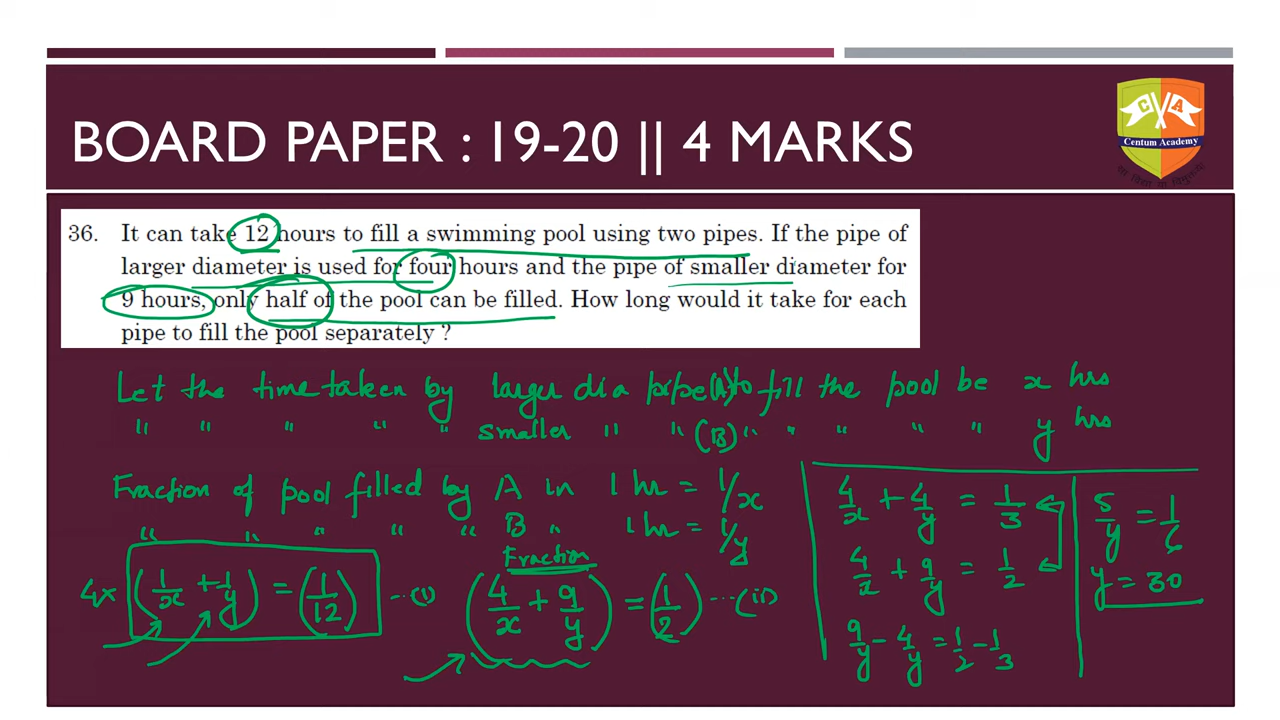 BOARD PAPER : 19-20 || 4 MARKS
C A
Centum Academy
36. It can take 12 hours to fill a swimming pool using two pipes. If the pipe of
larger diameter is used for four hours and the pipe of smaller diameter for
9 hours, only half of the pool can be filled. How long would it take for each
pipe to fill the pool separately ?
Let the time taken by larger dia pipe(A) to fill the pool be x hrs
" " " " " smaller " " (B) " " " " " y hrs
Fraction of pool filled by A in 1 hr = 1/x
" " " " " B " 1 hr = 1/y
4x (1/x + 1/y) = (1/12) ...(i)
Fraction
(4/x + 9/y) = (1/2) ...(ii)
4/x + 4/y = 1/3
4/x + 9/y = 1/2
9/y - 4/y = 1/2 - 1/3
5/y = 1/6
y = 30